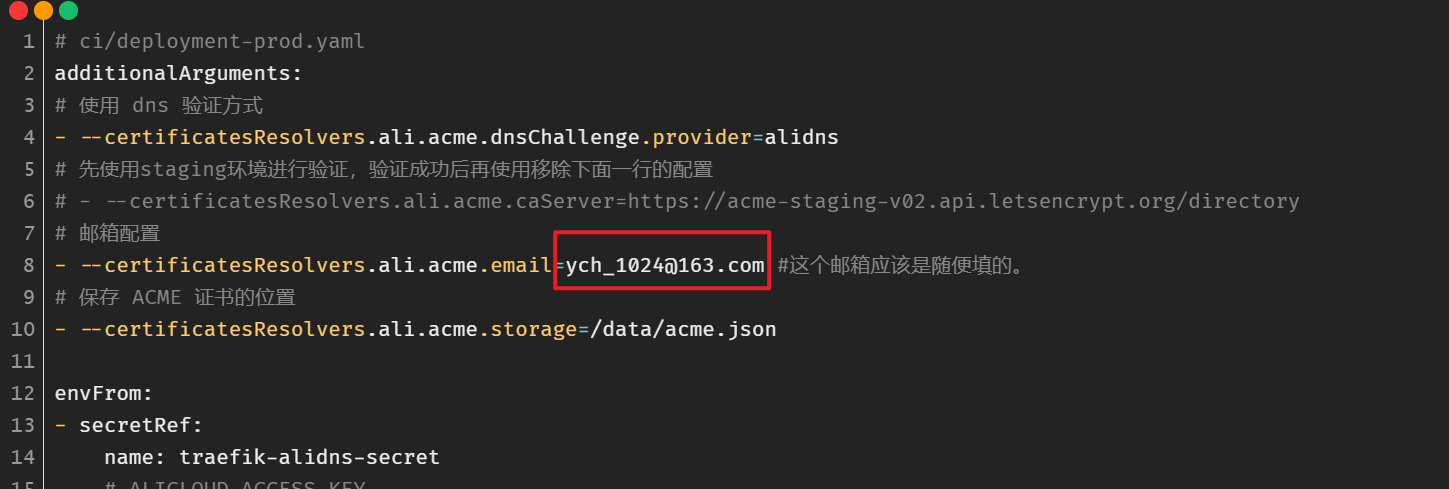 1 # ci/deployment-prod.yaml
2 additionalArguments:
3 # 使用 dns 验证方式
4 - --certificatesResolvers.ali.acme.dnsChallenge.provider=alidns
5 # 先使用staging环境进行验证，验证成功后再使用移除下面一行的配置
6 # - --certificatesResolvers.ali.acme.caServer=https://acme-staging-v02.api.letsencrypt.org/directory
7 # 邮箱配置
8 - --certificatesResolvers.ali.acme.email=ych_1024@163.com #这个邮箱应该是随便填的。
9 # 保存 ACME 证书的位置
10 - --certificatesResolvers.ali.acme.storage=/data/acme.json
11
12 envFrom:
13 - secretRef:
14 name: traefik-alidns-secret
15 # ALICLOUD_ACCESS_KEY